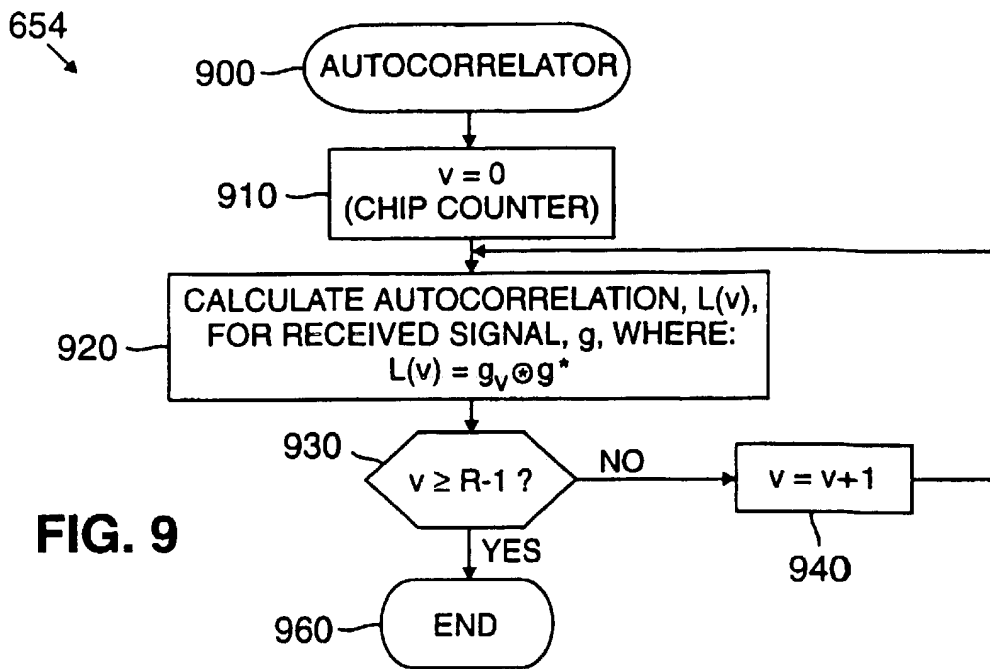 654
900
AUTOCORRELATOR
910
v = 0
(CHIP COUNTER)
920
CALCULATE AUTOCORRELATION, L(v),
FOR RECEIVED SIGNAL, g, WHERE:
L(v) = gᵥ⊛g*
930
v ≥ R-1 ?
NO
v = v+1
940
YES
FIG. 9
960
END